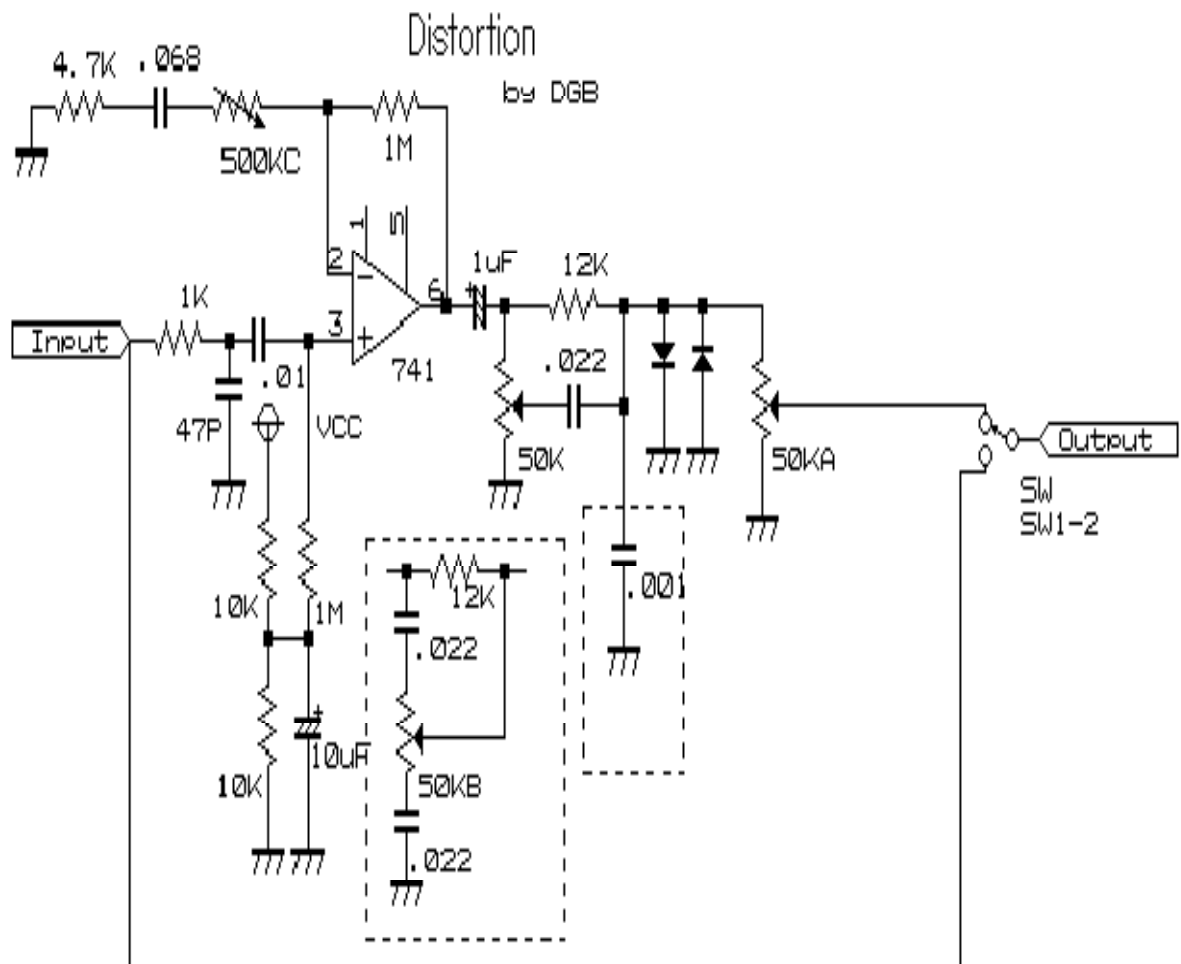 Distortion
by DGB
4.7K
.068
500KC
1M
1
5
2
3
6
741
Input
1K
.01
47P
VCC
1uF
12K
.022
50K
50KA
Output
SW
SW1-2
10K
1M
10K
10uF
12K
.022
50KB
.022
.001